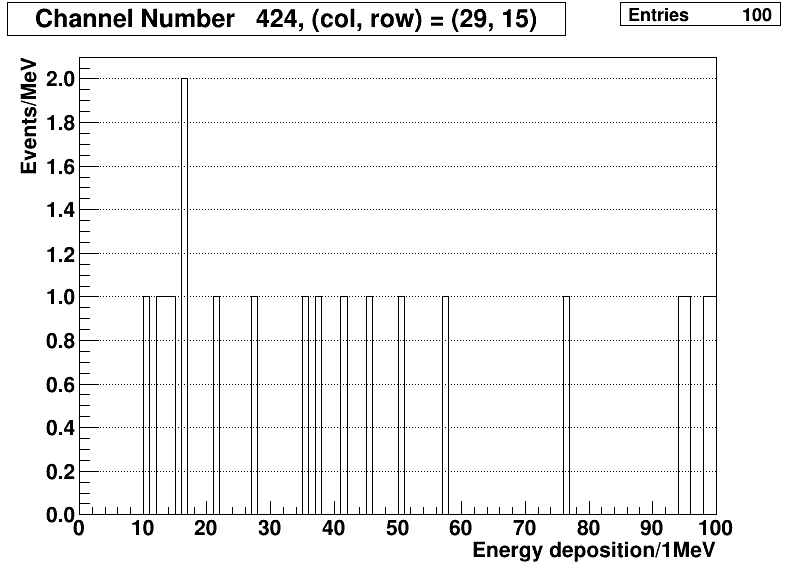 Channel Number 424, (col, row) = (29, 15)
Entries 100
Events/MeV
2.0
1.8
1.6
1.4
1.2
1.0
0.8
0.6
0.4
0.2
0.0
0 10 20 30 40 50 60 70 80 90 100
Energy deposition/1MeV